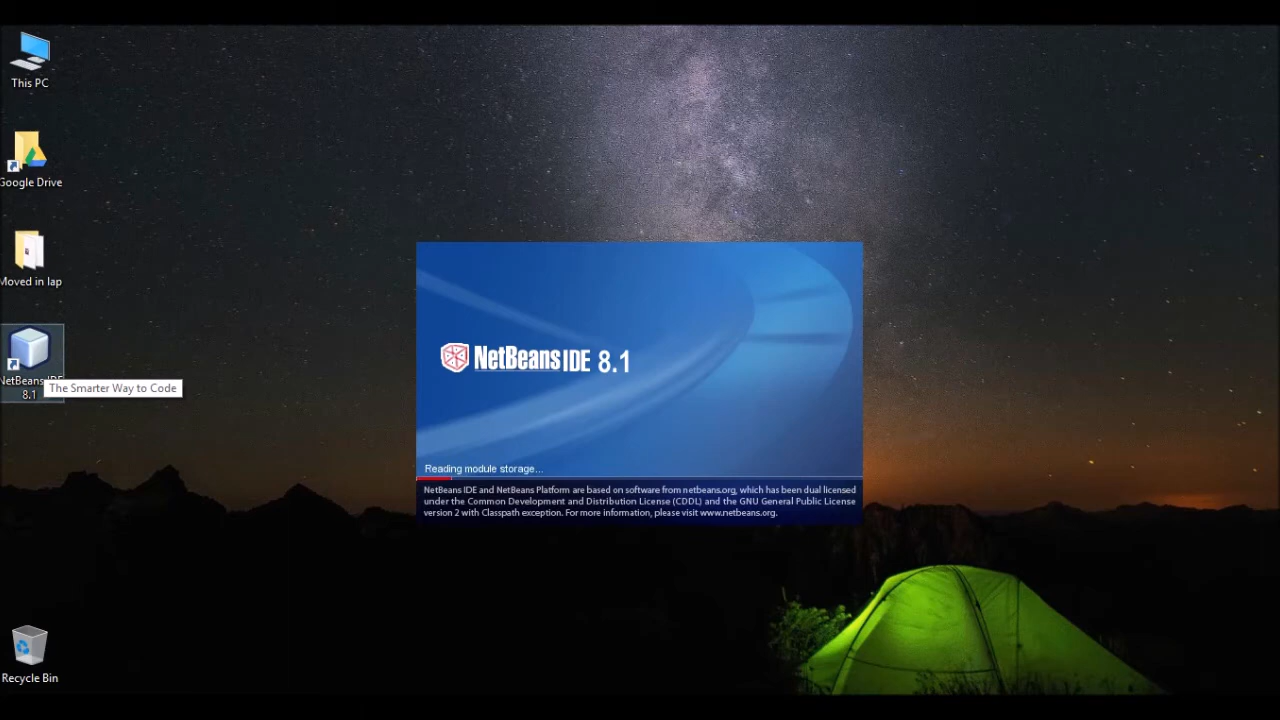 This PC
Google Drive
Moved in lap
NetBeans IDE
8.1
The Smarter Way to Code
NetBeans IDE 8.1
Reading module storage...
NetBeans IDE and NetBeans Platform are based on software from netbeans.org, which has been dual licensed
under the Common Development and Distribution License (CDDL) and the GNU General Public License
version 2 with Classpath exception. For more information, please visit www.netbeans.org.
Recycle Bin